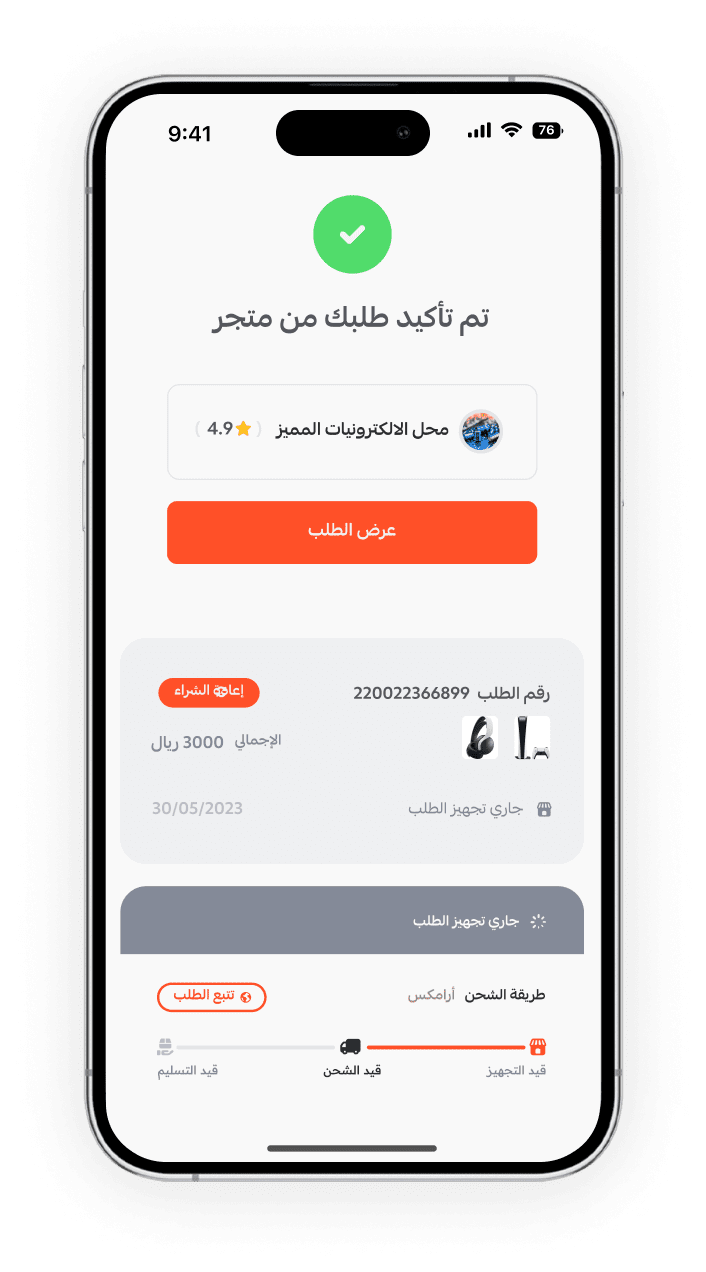 9:41
76
تم تأكيد طلبك من متجر
محل الالكترونيات المميز ( 4.9 )
عرض الطلب
رقم الطلب 220022366899
إعادة الشراء
الإجمالي 3000 ريال
جاري تجهيز الطلب
30/05/2023
جاري تجهيز الطلب
طريقة الشحن أرامكس
تتبع الطلب
قيد التجهيز
قيد الشحن
قيد التسليم